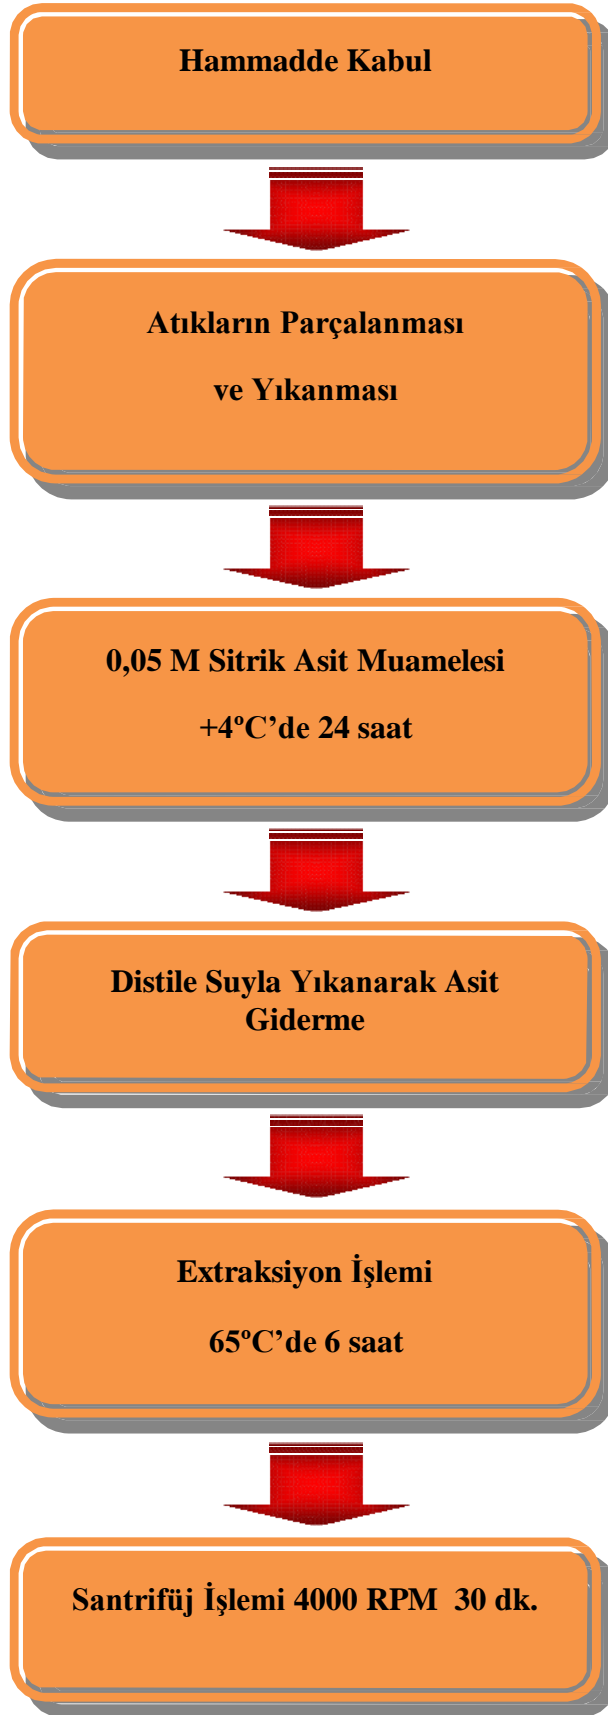 Hammadde Kabul
Atıkların Parçalanması
ve Yıkanması
0,05 M Sitrik Asit Muamelesi
+4ºC’de 24 saat
Distile Suyla Yıkanarak Asit
Giderme
Extraksiyon İşlemi
65ºC’de 6 saat
Santrifüj İşlemi 4000 RPM  30 dk.